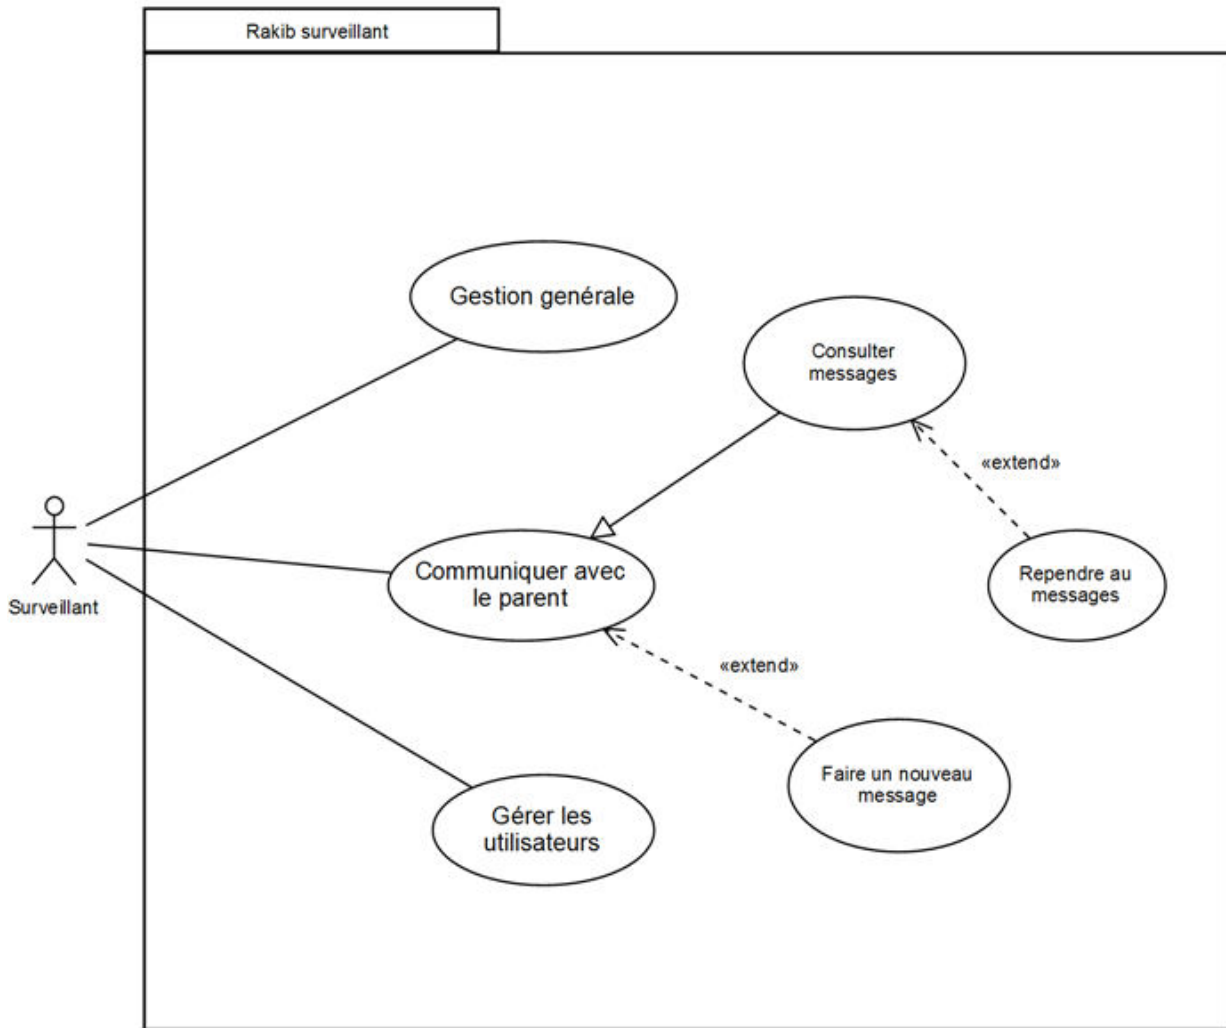 Rakib surveillant
Gestion genérale
Consulter
messages
«extend»
Communiquer avec
le parent
Rependre au
messages
Surveillant
«extend»
Faire un nouveau
message
Gérer les
utilisateurs